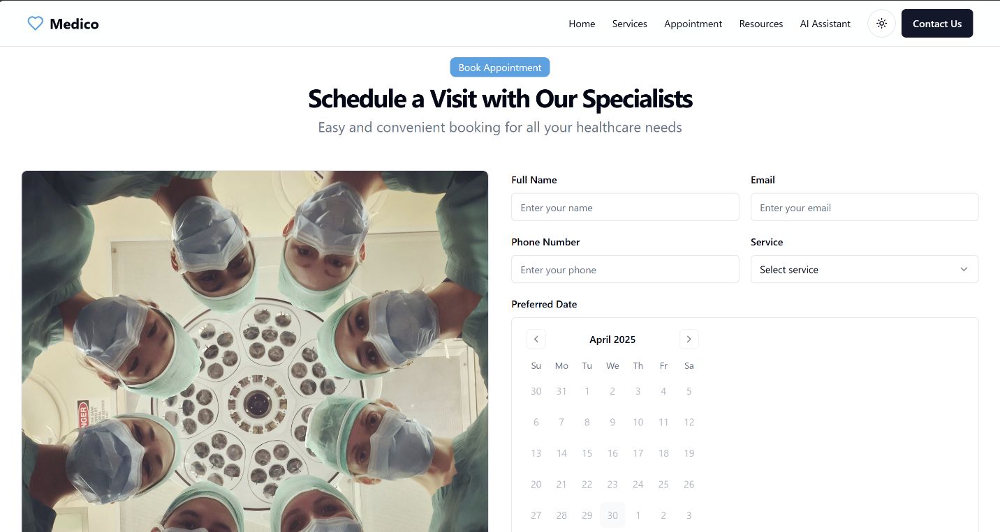 Medico
Home Services Appointment Resources AI Assistant Contact Us
Book Appointment
Schedule a Visit with Our Specialists
Easy and convenient booking for all your healthcare needs
Full Name Email
Enter your name Enter your email
Phone Number Service
Enter your phone Select service
Preferred Date
April 2025
Su Mo Tu We Th Fr Sa
30 31 1 2 3 4 5
6 7 8 9 10 11 12
13 14 15 16 17 18 19
20 21 22 23 24 25 26
27 28 29 30 1 2 3